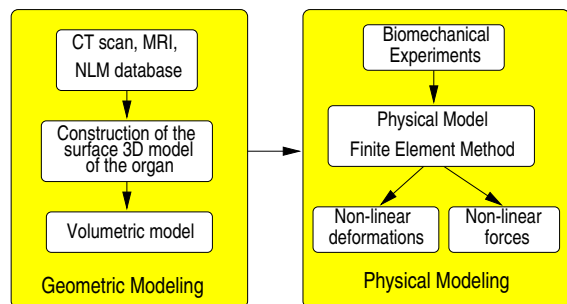 CT scan, MRI,
NLM database
Construction of the
surface 3D model
of the organ
Volumetric model
Geometric Modeling
Biomechanical
Experiments
Physical Model
Finite Element Method
Non-linear
deformations
Non-linear
forces
Physical Modeling